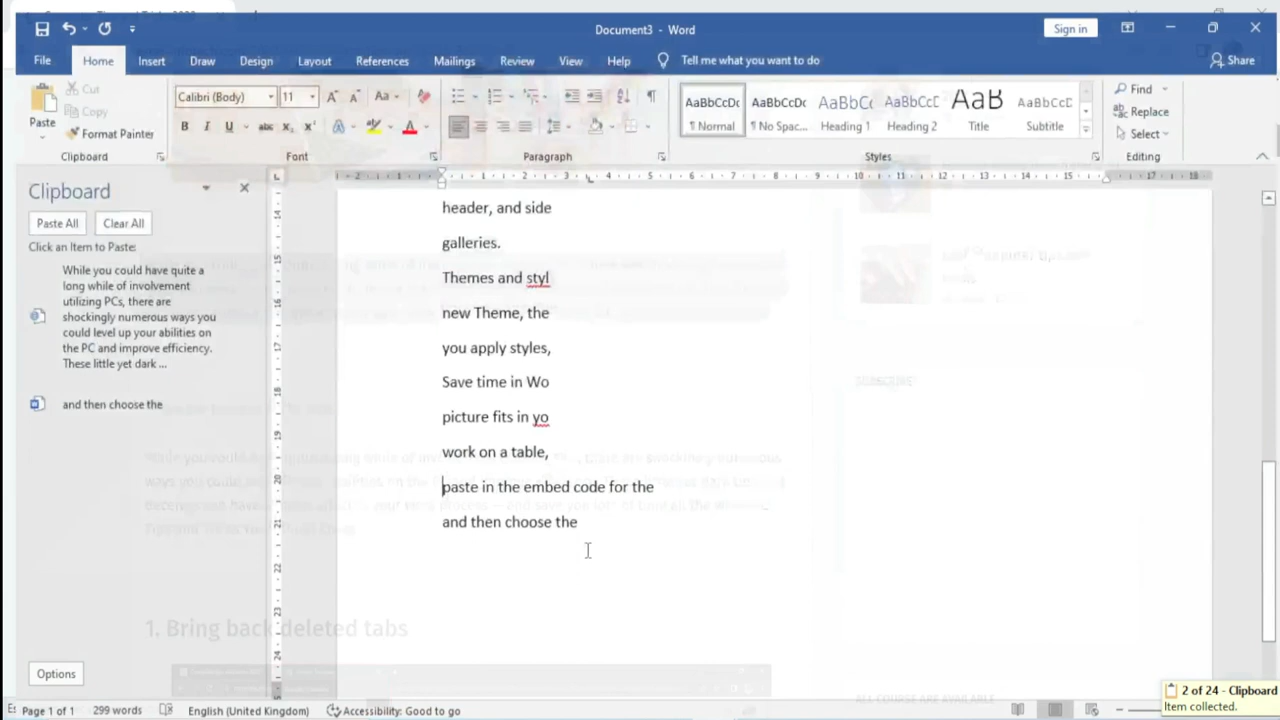 Document3 - Word
Sign in
File Home Insert Draw Design Layout References Mailings Review View Help Tell me what you want to do Share
Paste
Cut
Copy
Format Painter
Clipboard
Calibri (Body) 11
Font
Paragraph
AaBbCcDc AaBbCcDc AaBbCc AaBbCcD AaB AaBbCcD
¶ Normal ¶ No Spac... Heading 1 Heading 2 Title Subtitle
Styles
Find
Replace
Select
Editing
Clipboard
Paste All Clear All
Click an Item to Paste:
While you could have quite a
long while of involvement
utilizing PCs, there are
shockingly numerous ways you
could level up your abilities on
the PC and improve efficiency.
These little yet dark ...
and then choose the
Options
header, and side
galleries.
Themes and styl
new Theme, the
you apply styles,
Save time in Wo
picture fits in yo
work on a table,
paste in the embed code for the
and then choose the
1. Bring back deleted tabs
SUBSCRIBE
ALL COURSE ARE AVAILABLE
2 of 24 - Clipboard
Item collected.
Page 1 of 1 299 words English (United Kingdom) Accessibility: Good to go